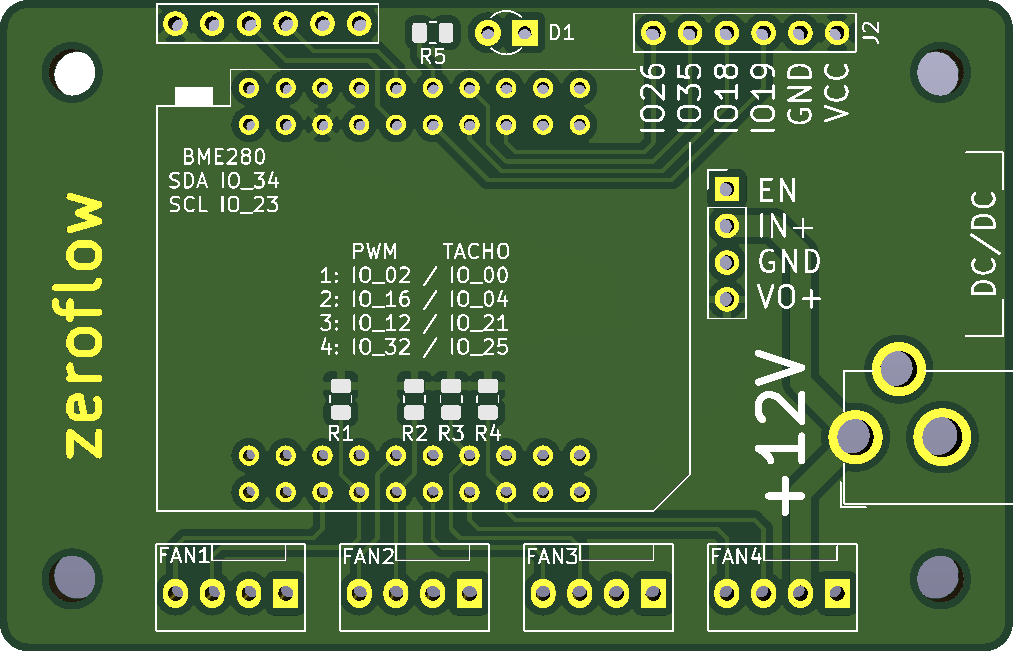 D1
R5
J2
IO26
IO35
IO18
IO19
GND
VCC
BME280
SDA IO_34
SCL IO_23
EN
IN+
GND
VO+
DC/DC
zeroflow
PWM TACHO
1: IO_02 / IO_00
2: IO_16 / IO_04
3: IO_12 / IO_21
4: IO_32 / IO_25
+12V
R1
R2
R3
R4
FAN1
FAN2
FAN3
FAN4